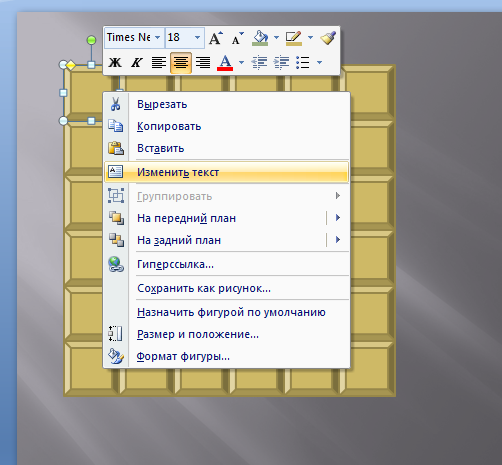 Times Ne
18
Ж К
Вырезать
Копировать
Вставить
Изменить текст
Группировать
На передний план
На задний план
Гиперссылка...
Сохранить как рисунок...
Назначить фигурой по умолчанию
Размер и положение...
Формат фигуры...